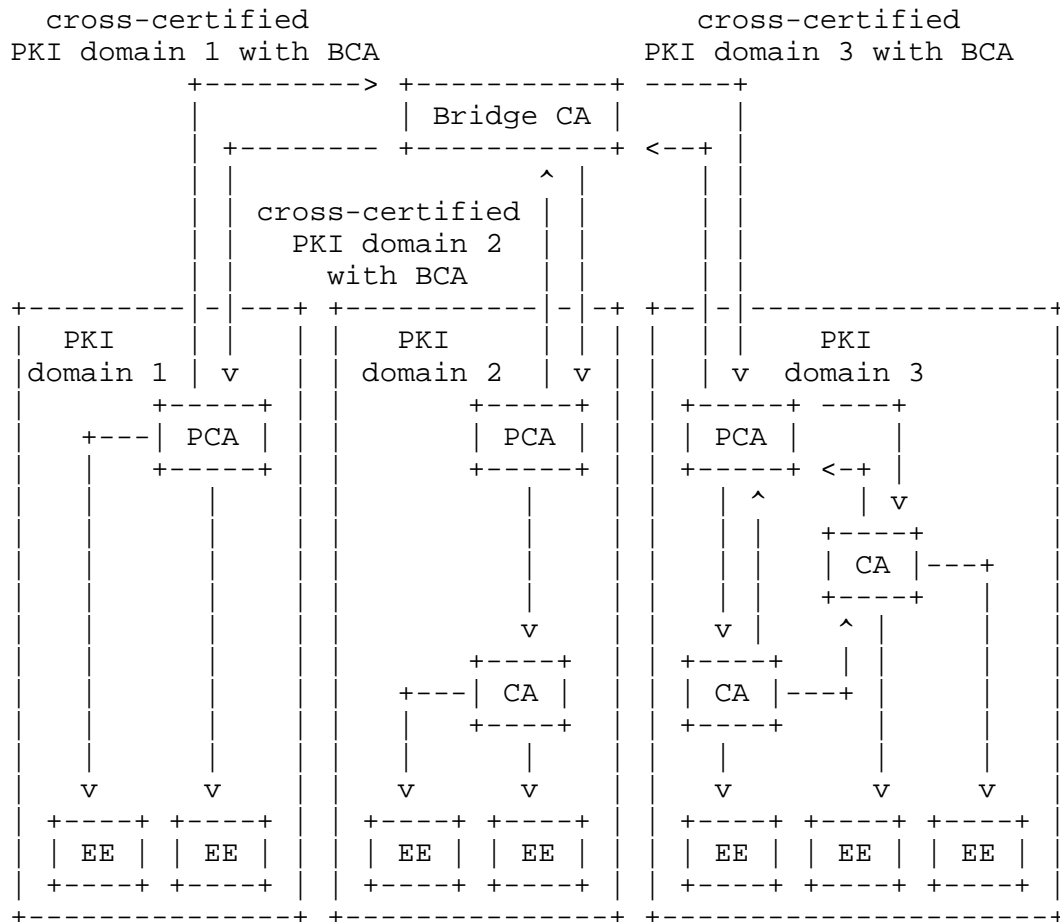 cross-certified cross-certified
PKI domain 1 with BCA PKI domain 3 with BCA
Bridge CA
cross-certified
PKI domain 2
with BCA
PKI PKI PKI
domain 1 domain 2 domain 3
PCA PCA PCA
CA
CA CA
EE EE EE EE EE EE EE